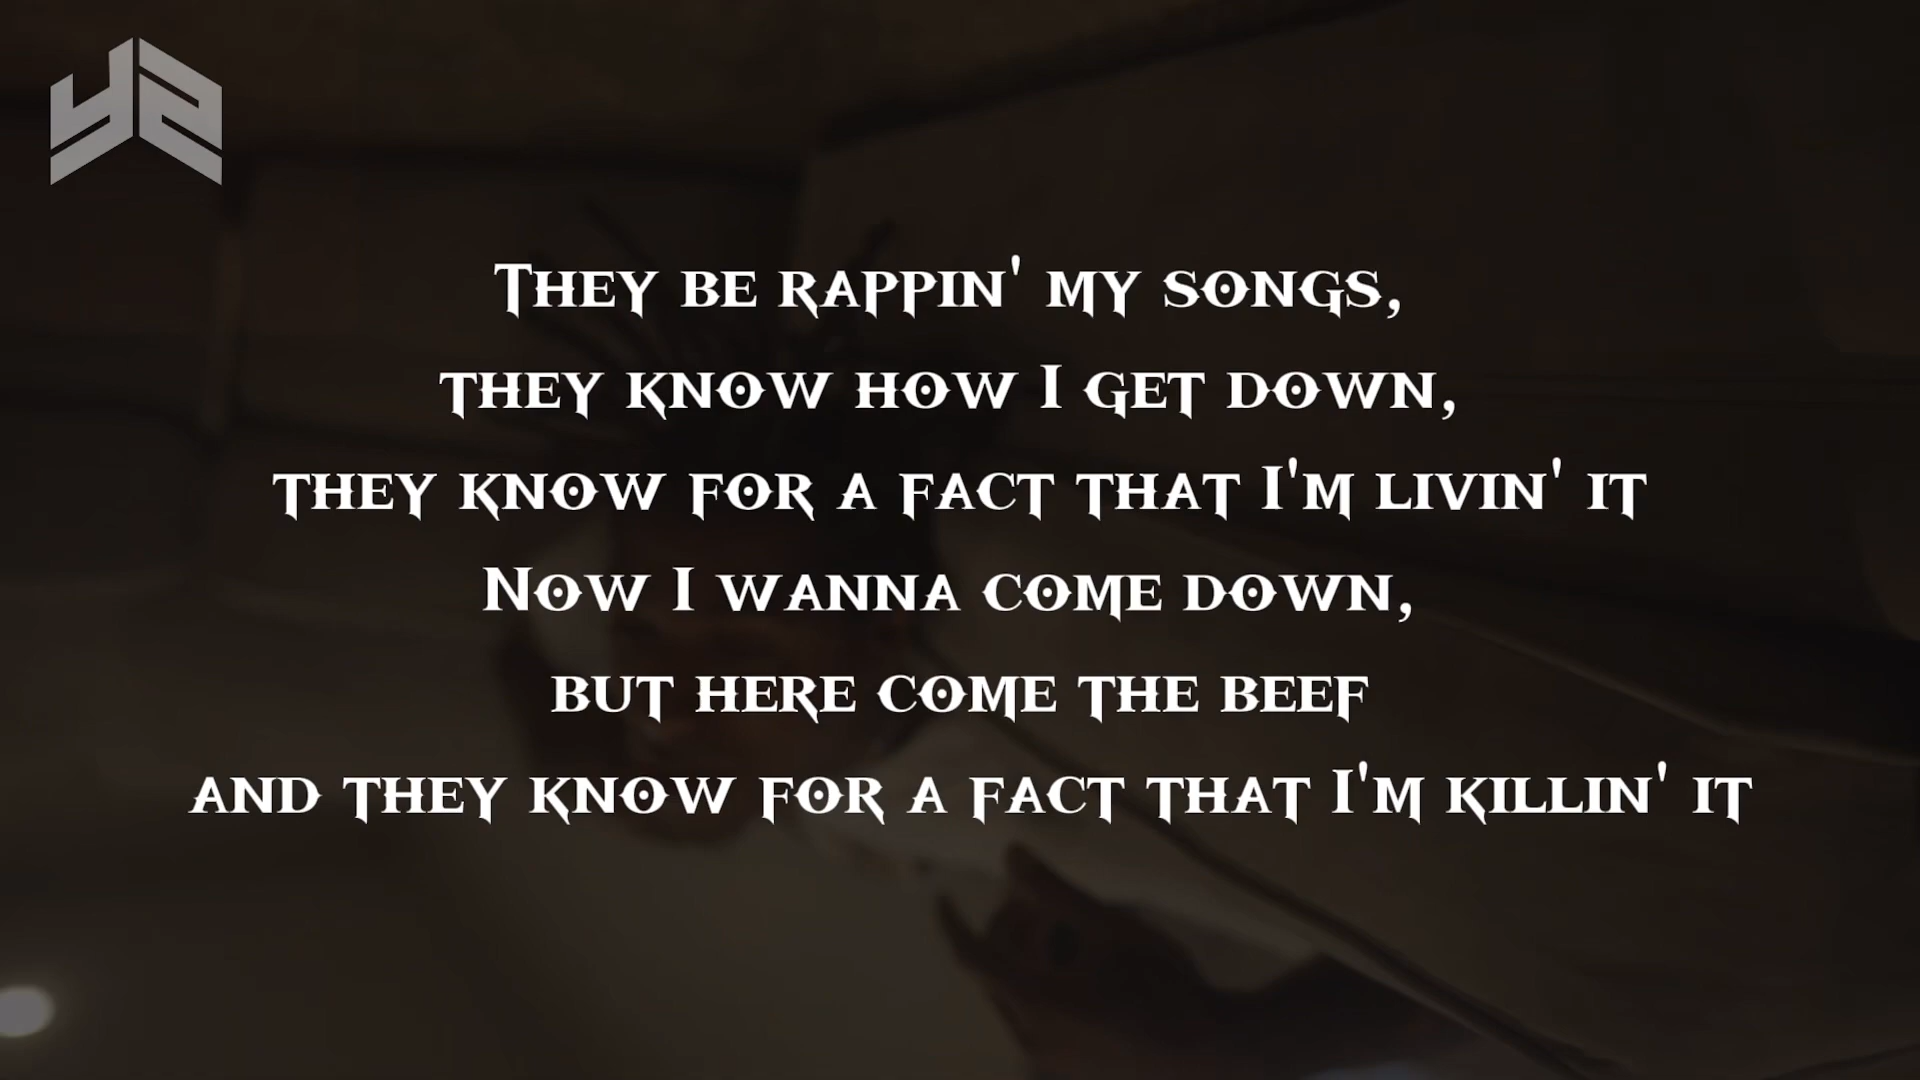 They be rappin' my songs,
they know how I get down,
they know for a fact that I'm livin' it
Now I wanna come down,
but here come the beef
and they know for a fact that I'm killin' it